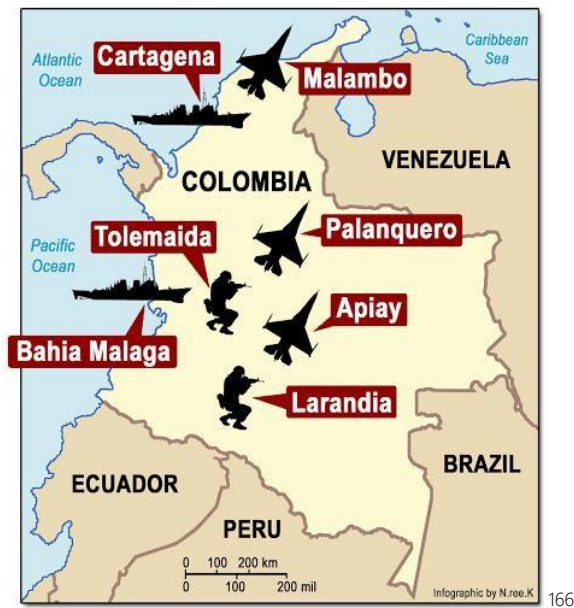 Atlantic
Ocean
Cartagena
Caribbean
Sea
Malambo
VENEZUELA
COLOMBIA
Pacific
Ocean
Tolemaida
Palanquero
Apiay
Bahia Malaga
Larandia
ECUADOR
BRAZIL
PERU
0 100 200 km
0 100 200 mil
Infographic by N.ree.K
166